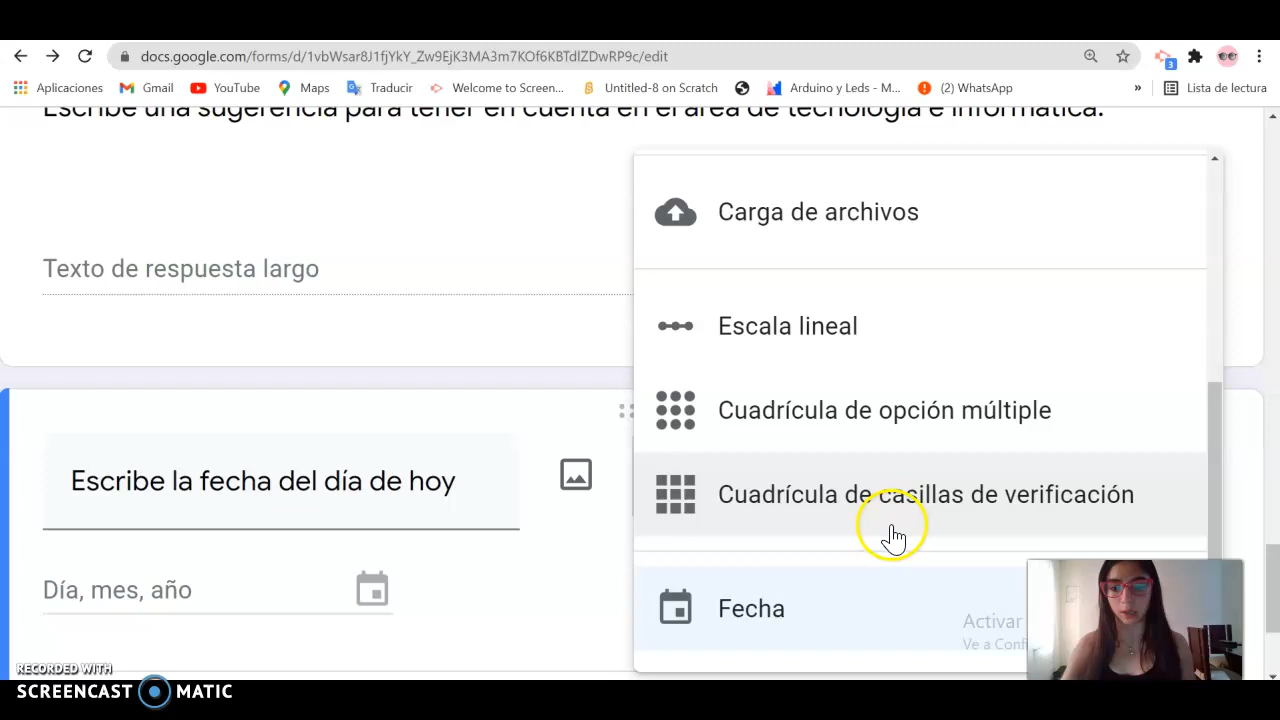 docs.google.com/forms/d/1vbWsar8J1fjYkY_Zw9EjK3MA3m7KOf6KBTdlZDwRP9c/edit
3
Aplicaciones
Gmail
YouTube
Maps
Traducir
Welcome to Screen...
Untitled-8 on Scratch
Arduino y Leds - M...
(2) WhatsApp
»
Lista de lectura
Escribe una sugerencia para tener en cuenta en el área de tecnología e informática.
Carga de archivos
Texto de respuesta largo
Escala lineal
Cuadrícula de opción múltiple
Escribe la fecha del día de hoy
Cuadrícula de casillas de verificación
Día, mes, año
Fecha
Activar
Ve a Confi
RECORDED WITH
SCREENCAST MATIC